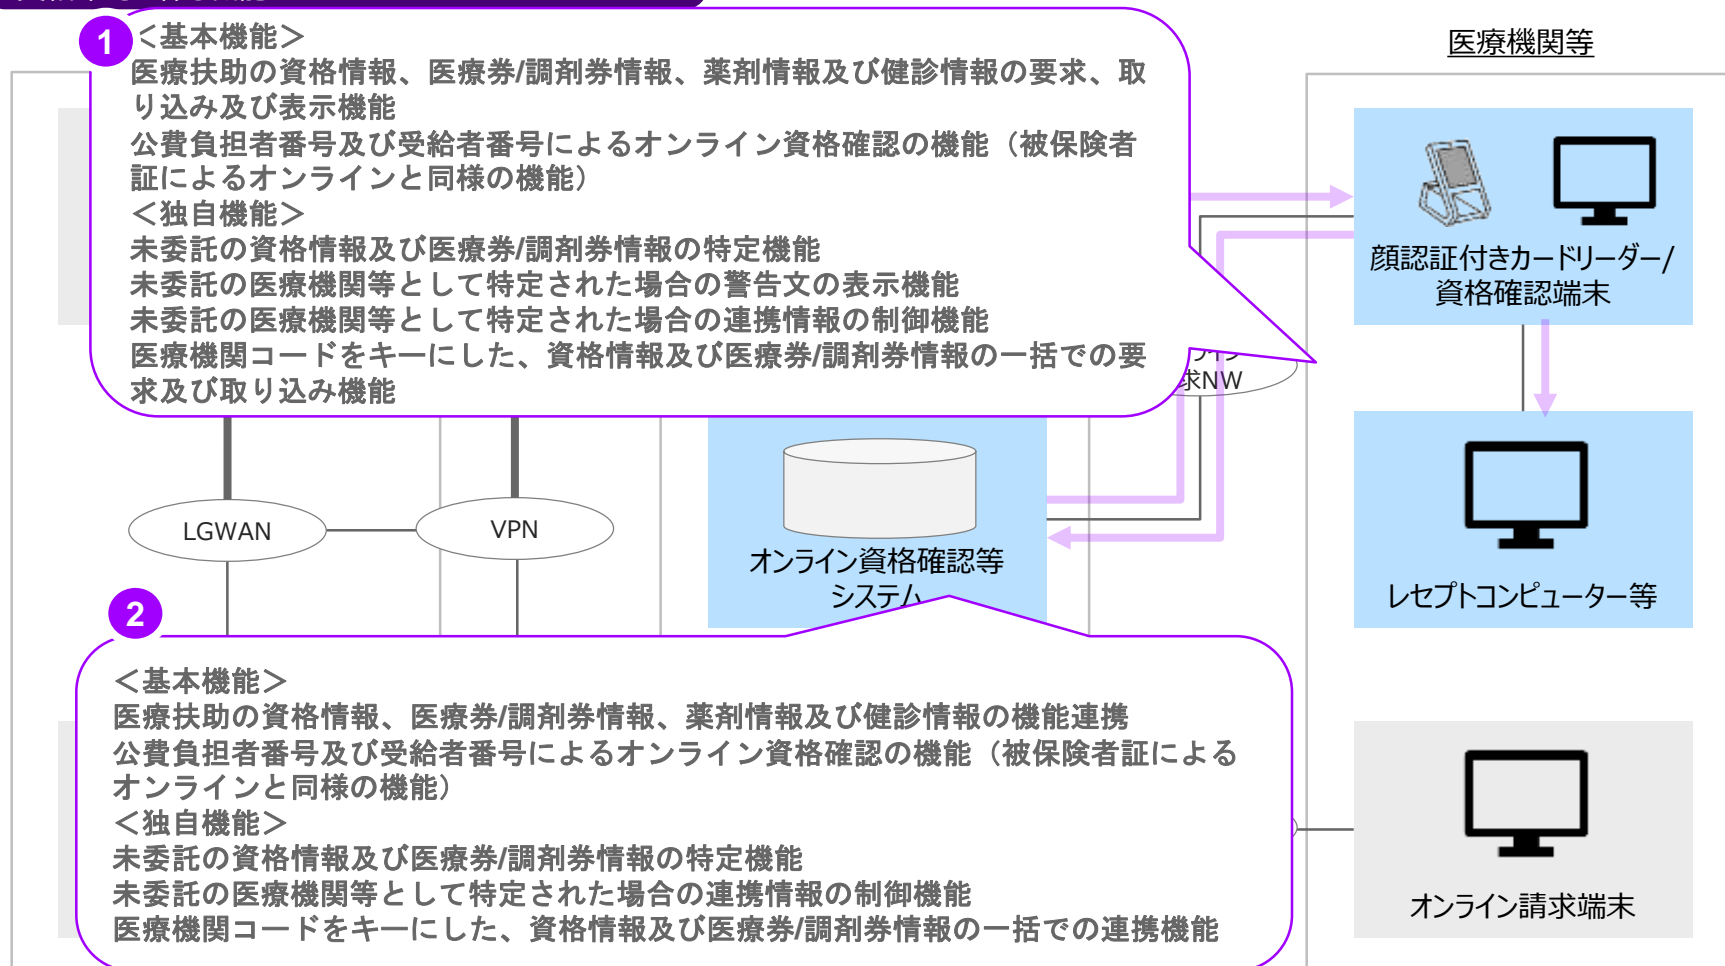 1
＜基本機能＞
医療扶助の資格情報、医療券/調剤券情報、薬剤情報及び健診情報の要求、取
り込み及び表示機能
公費負担者番号及び受給者番号によるオンライン資格確認の機能（被保険者
証によるオンラインと同様の機能）
＜独自機能＞
未委託の資格情報及び医療券/調剤券情報の特定機能
未委託の医療機関等として特定された場合の警告文の表示機能
未委託の医療機関等として特定された場合の連携情報の制御機能
医療機関コードをキーにした、資格情報及び医療券/調剤券情報の一括での要
求及び取り込み機能
医療機関等
顔認証付きカードリーダー/
資格確認端末
求NW
LGWAN
VPN
オンライン資格確認等
システム
レセプトコンピューター等
2
＜基本機能＞
医療扶助の資格情報、医療券/調剤券情報、薬剤情報及び健診情報の機能連携
公費負担者番号及び受給者番号によるオンライン資格確認の機能（被保険者証による
オンラインと同様の機能）
＜独自機能＞
未委託の資格情報及び医療券/調剤券情報の特定機能
未委託の医療機関等として特定された場合の連携情報の制御機能
医療機関コードをキーにした、資格情報及び医療券/調剤券情報の一括での連携機能
オンライン請求端末